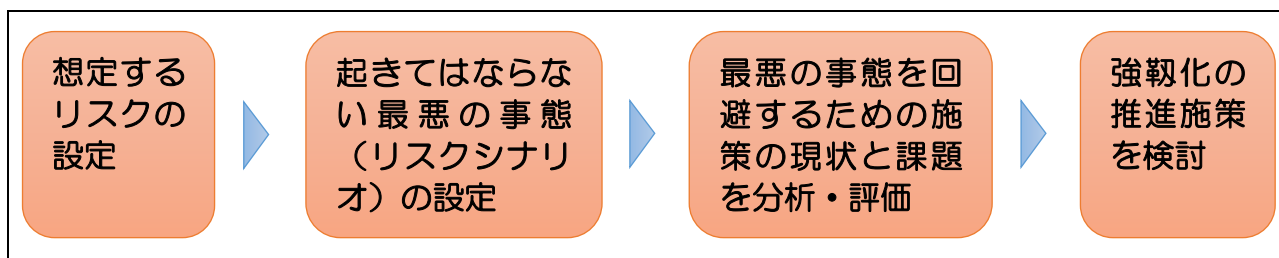 想定する
リスクの
設定
起きてはならな
い最悪の事態
（リスクシナリ
オ）の設定
最悪の事態を回
避するための施
策の現状と課題
を分析・評価
強靱化の
推進施策
を検討